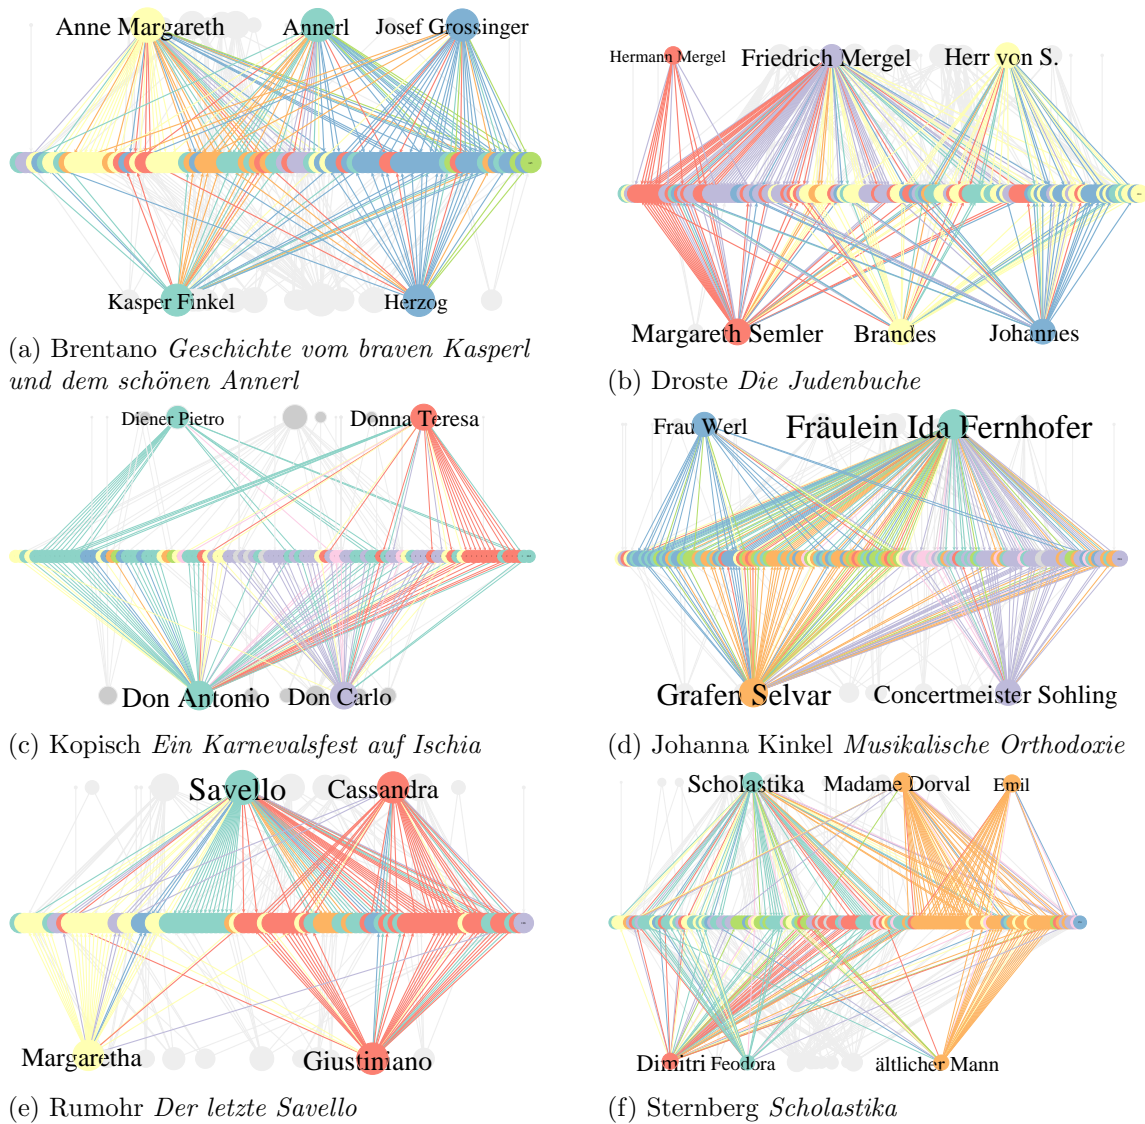 Anne Margareth Annerl Josef Grossinger
Kasper Finkel Herzog
(a) Brentano Geschichte vom braven Kasperl
und dem schönen Annerl
Hermann Mergel Friedrich Mergel Herr von S.
Margareth Semler Brandes Johannes
(b) Droste Die Judenbuche
Diener Pietro Donna Teresa
Don Antonio Don Carlo
(c) Kopisch Ein Karnevalsfest auf Ischia
Frau Werl Fräulein Ida Fernhofer
Grafen Selvar Concertmeister Sohling
(d) Johanna Kinkel Musikalische Orthodoxie
Savello Cassandra
Margaretha Giustiniano
(e) Rumohr Der letzte Savello
Scholastika Madame Dorval Emil
Dimitri Feodora ältlicher Mann
(f) Sternberg Scholastika